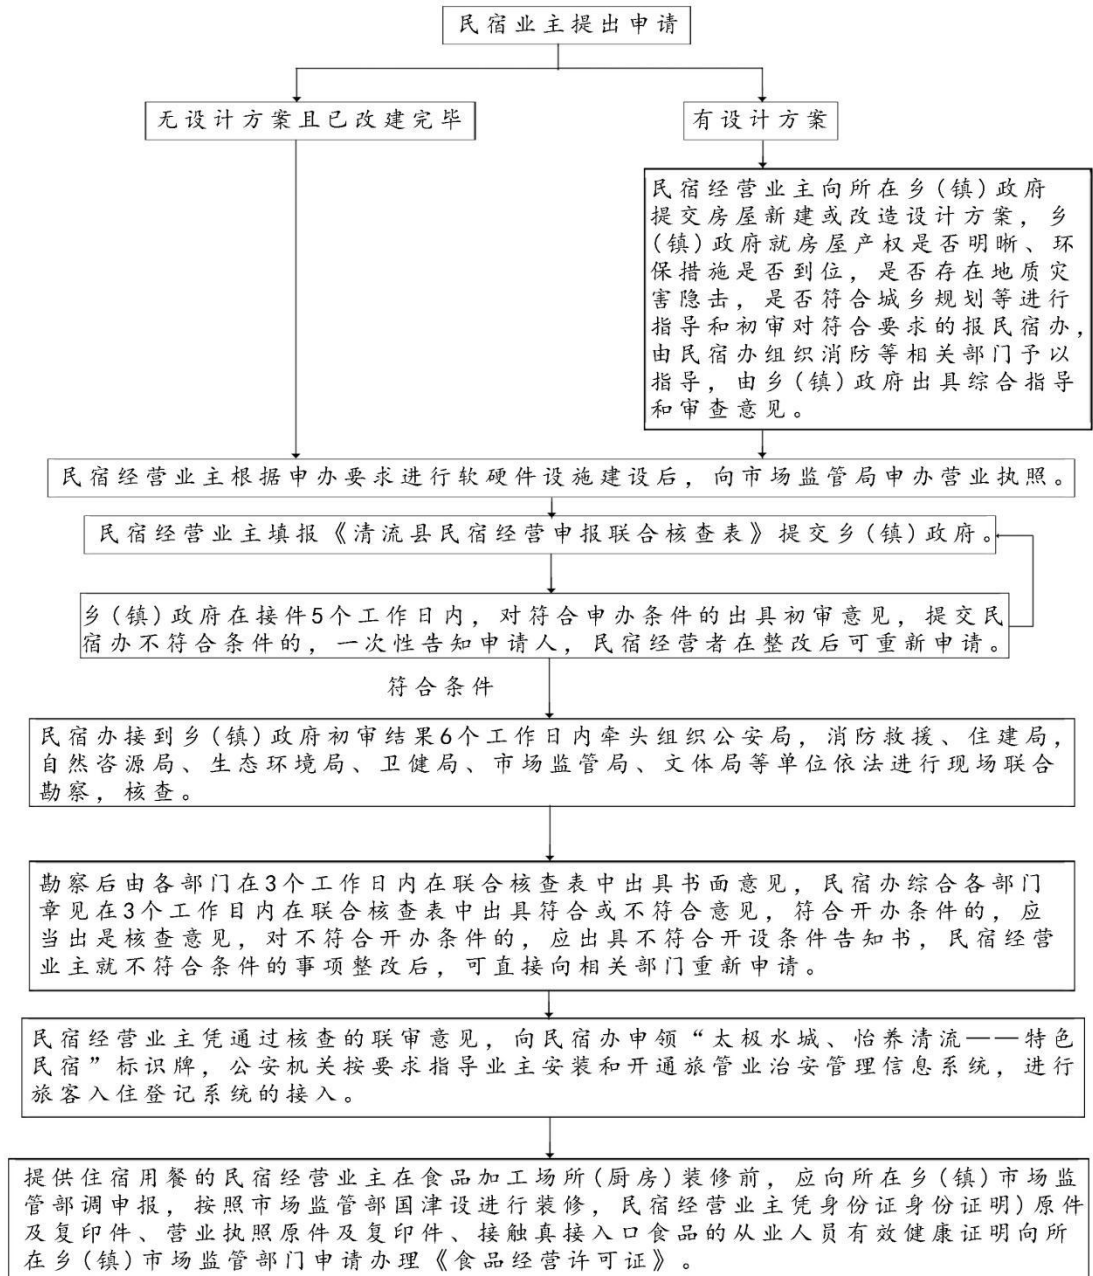 民宿业主提出申请
无设计方案且已改建完毕
有设计方案
民宿经营业主向所在乡(镇)政府
提交房屋新建或改造设计方案，乡
(镇)政府就房屋产权是否明晰、环
保措施是否到位，是否存在地质灾
害隐击，是否符合城乡规划等进行
指导和初审对符合要求的报民宿办，
由民宿办组织消防等相关部门予以
指导，由乡(镇)政府出具综合指导
和审查意见。
民宿经营业主根据申办要求进行软硬件设施建设后，向市场监管局申办营业执照。
民宿经营业主填报《清流县民宿经营申报联合核查表》提交乡(镇)政府。
乡(镇)政府在接件5个工作日内，对符合申办条件的出具初审意见，提交民
宿办不符合条件的，一次性告知申请人，民宿经营者在整改后可重新申请。
符合条件
民宿办接到乡(镇)政府初审结果6个工作日内牵头组织公安局，消防救援、住建局，
自然咨源局、生态环境局、卫健局、市场监管局、文体局等单位依法进行现场联合
勘察，核查。
勘察后由各部门在3个工作日内在联合核查表中出具书面意见，民宿办综合各部门
章见在3个工作目内在联合核查表中出具符合或不符合意见，符合开办条件的，应
当出是核查意见，对不符合开办条件的，应出具不符合开设条件告知书，民宿经营
业主就不符合条件的事项整改后，可直接向相关部门重新申请。
民宿经营业主凭通过核查的联审意见，向民宿办申领“太极水城、怡养清流——特色
民宿”标识牌，公安机关按要求指导业主安装和开通旅管业治安管理信息系统，进行
旅客入住登记系统的接入。
提供住宿用餐的民宿经营业主在食品加工场所(厨房)装修前，应向所在乡(镇)市场监
管部调申报，按照市场监管部国津设进行装修，民宿经营业主凭身份证身份证明)原件
及复印件、营业执照原件及复印件、接触真接入口食品的从业人员有效健康证明向所
在乡(镇)市场监管部门申请办理《食品经营许可证》。